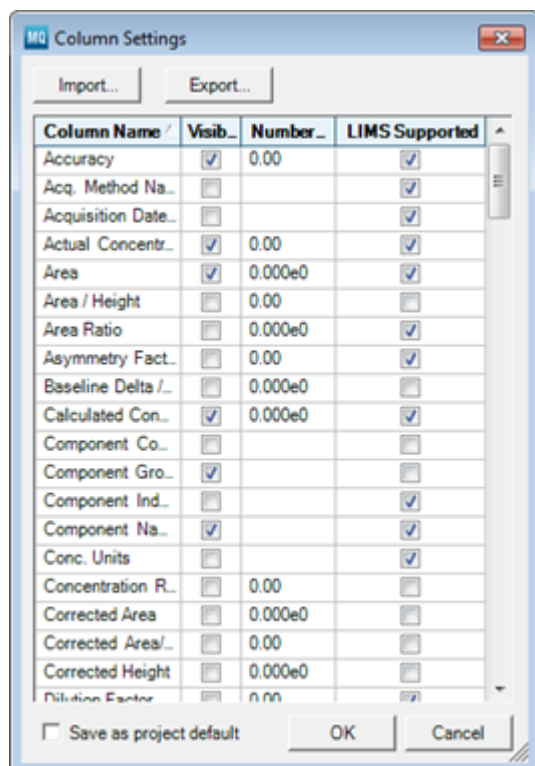 MQ Column Settings
Import... Export...
Column Name Visib... Number... LIMS Supported
Accuracy 0.00
Acq. Method Na...
Acquisition Date...
Actual Concentr... 0.00
Area 0.000e0
Area / Height 0.00
Area Ratio 0.000e0
Asymmetry Fact... 0.00
Baseline Delta /... 0.000e0
Calculated Con... 0.000e0
Component Co...
Component Gro...
Component Ind...
Component Na...
Conc. Units
Concentration R... 0.00
Corrected Area 0.000e0
Corrected Area/... 0.00
Corrected Height 0.000e0
Dilution Factor 0.00
Save as project default OK Cancel